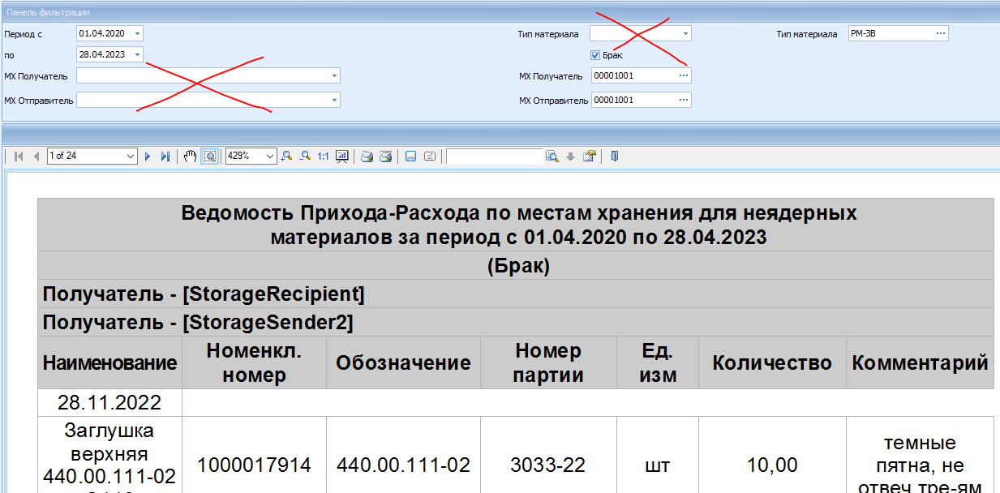 Панель фильтрации
Период с 01.04.2020 Тип материала Тип материала РМ-ЗВ
по 28.04.2023 Брак
МХ Получатель МХ Получатель 00001001
МХ Отправитель МХ Отправитель 00001001
1 of 24 429% 1:1
Ведомость Прихода-Расхода по местам хранения для неядерных
материалов за период с 01.04.2020 по 28.04.2023
(Брак)
Получатель - [StorageRecipient]
Получатель - [StorageSender2]
Наименование Номенкл. номер Обозначение Номер партии Ед. изм Количество Комментарий
28.11.2022
Заглушка
верхняя
440.00.111-02 1000017914 440.00.111-02 3033-22 шт 10,00 темные
пятна, не
отвеч тре-ям